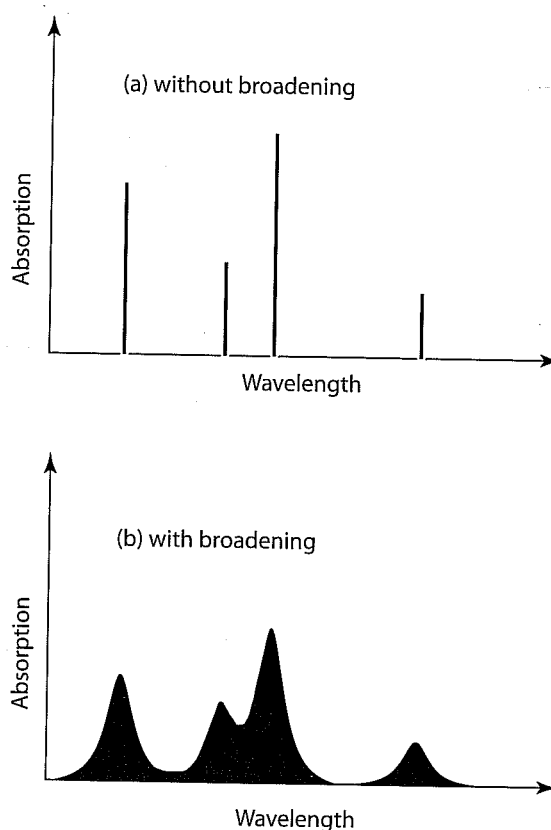 (a) without broadening
Absorption
Wavelength
(b) with broadening
Absorption
Wavelength